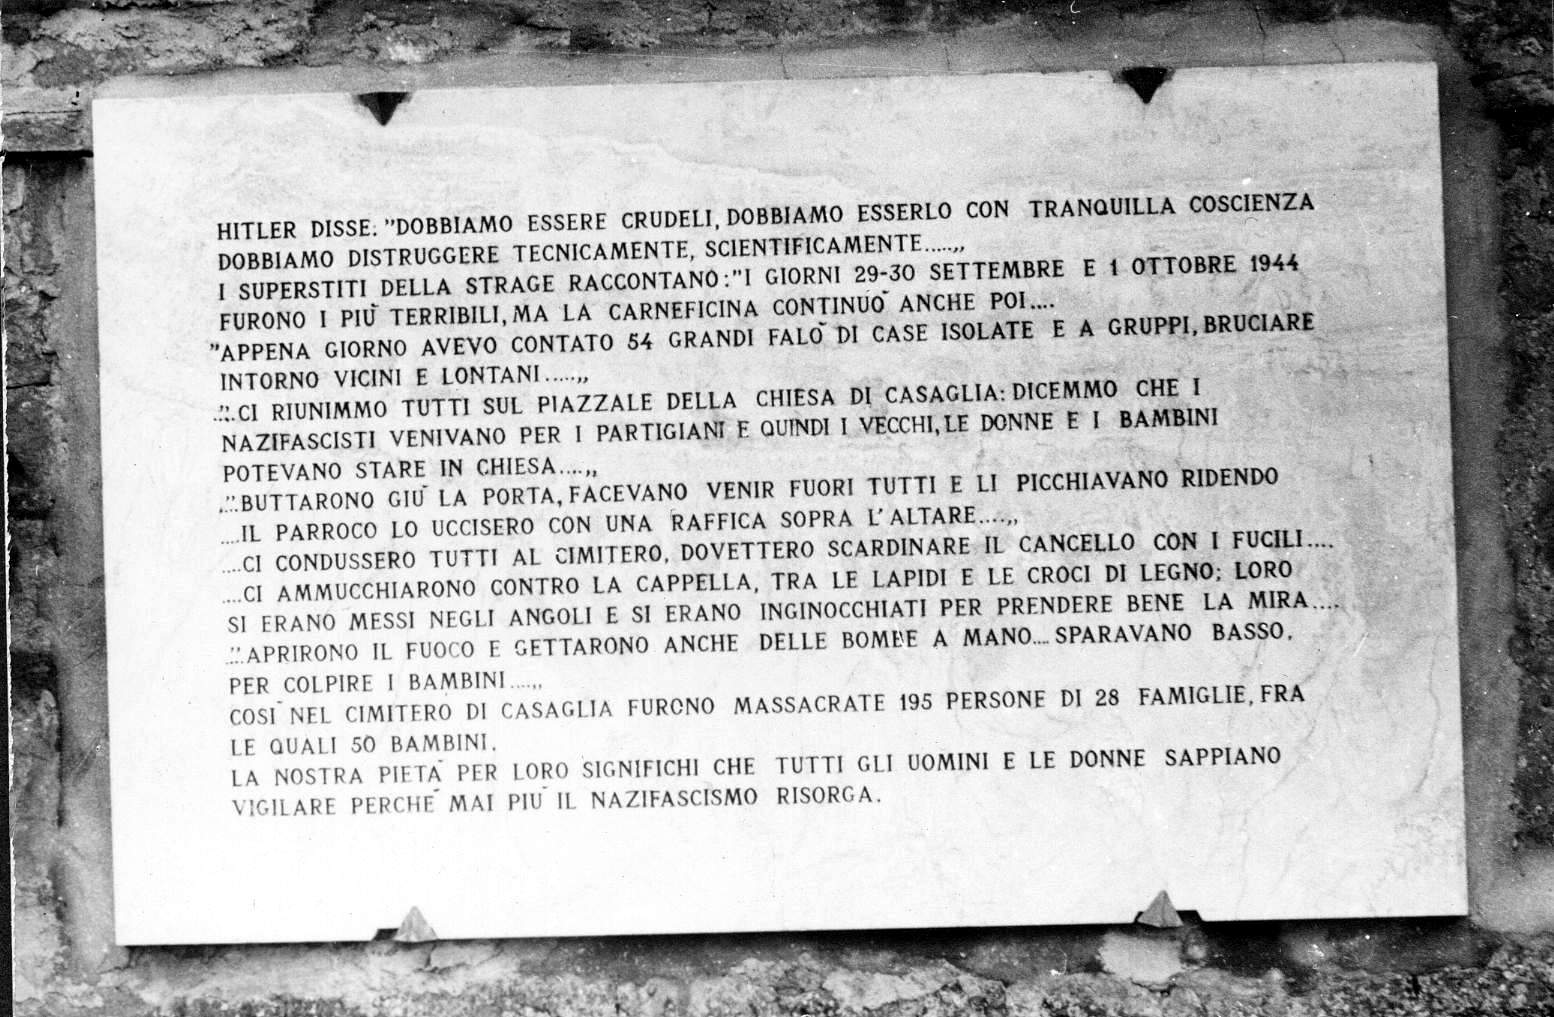 HITLER DISSE: "DOBBIAMO ESSERE CRUDELI, DOBBIAMO ESSERLO CON TRANQUILLA COSCIENZA
DOBBIAMO DISTRUGGERE TECNICAMENTE, SCIENTIFICAMENTE.....„
I SUPERSTITI DELLA STRAGE RACCONTANO: "I GIORNI 29-30 SETTEMBRE E 1 OTTOBRE 1944
FURONO I PIÙ TERRIBILI, MA LA CARNEFICINA CONTINUÒ ANCHE POI....
"APPENA GIORNO AVEVO CONTATO 54 GRANDI FALÒ DI CASE ISOLATE E A GRUPPI, BRUCIARE
INTORNO VICINI E LONTANI.....„
"...CI RIUNIMMO TUTTI SUL PIAZZALE DELLA CHIESA DI CASAGLIA: DICEMMO CHE I
NAZIFASCISTI VENIVANO PER I PARTIGIANI E QUINDI I VECCHI, LE DONNE E I BAMBINI
POTEVANO STARE IN CHIESA....„
"....BUTTARONO GIÙ LA PORTA, FACEVANO VENIR FUORI TUTTI E LI PICCHIAVANO RIDENDO
....IL PARROCO LO UCCISERO CON UNA RAFFICA SOPRA L'ALTARE....„
....CI CONDUSSERO TUTTI AL CIMITERO, DOVETTERO SCARDINARE IL CANCELLO CON I FUCILI....
....CI AMMUCCHIARONO CONTRO LA CAPPELLA, TRA LE LAPIDI E LE CROCI DI LEGNO; LORO
SI ERANO MESSI NEGLI ANGOLI E SI ERANO INGINOCCHIATI PER PRENDERE BENE LA MIRA....
"...APRIRONO IL FUOCO E GETTARONO ANCHE DELLE BOMBE A MANO.... SPARAVANO BASSO,
PER COLPIRE I BAMBINI....„
COSÌ NEL CIMITERO DI CASAGLIA FURONO MASSACRATE 195 PERSONE DI 28 FAMIGLIE, FRA
LE QUALI 50 BAMBINI.
LA NOSTRA PIETÀ PER LORO SIGNIFICHI CHE TUTTI GLI UOMINI E LE DONNE SAPPIANO
VIGILARE PERCHÈ MAI PIÙ IL NAZIFASCISMO RISORGA.